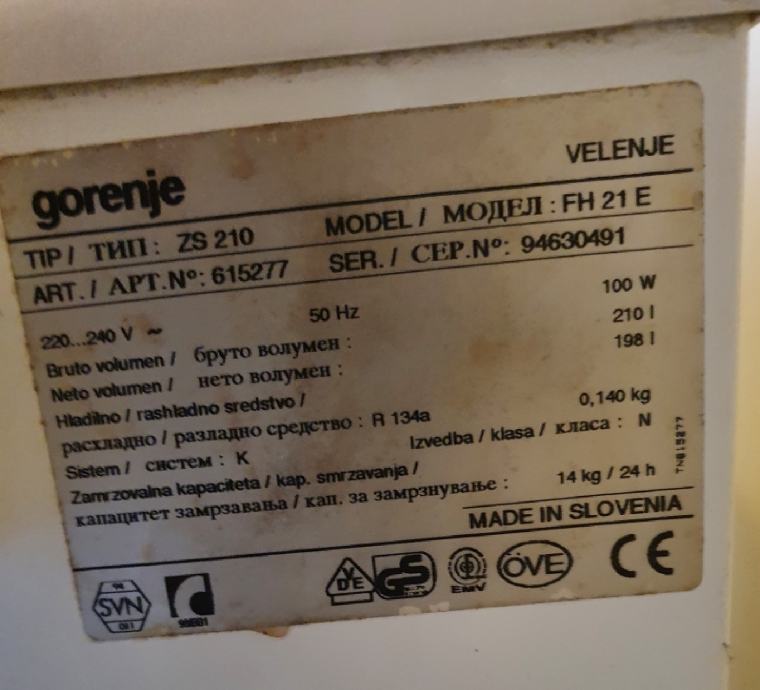 gorenje VELENJE
TIP / ТИП : ZS 210 MODEL / МОДЕЛ : FH 21 E
ART. / АРТ.Nº: 615277 SER. / СЕР.Nº: 94630491
220...240 V ~ 50 Hz 100 W
Bruto volumen / бруто волумен : 210 l
Neto volumen / нето волумен : 198 l
Hladilno / rashladno sredstvo /
расхладно / разладно средство : R 134a 0,140 kg
Sistem / систем : K Izvedba / klasa / класа : N
Zamrzovalna kapaciteta / kap. smrzavanja /
капацитет замрзавања / кап. за замрзнување : 14 kg / 24 h
MADE IN SLOVENIA
SVN
VDE GS EMV ÖVE CE